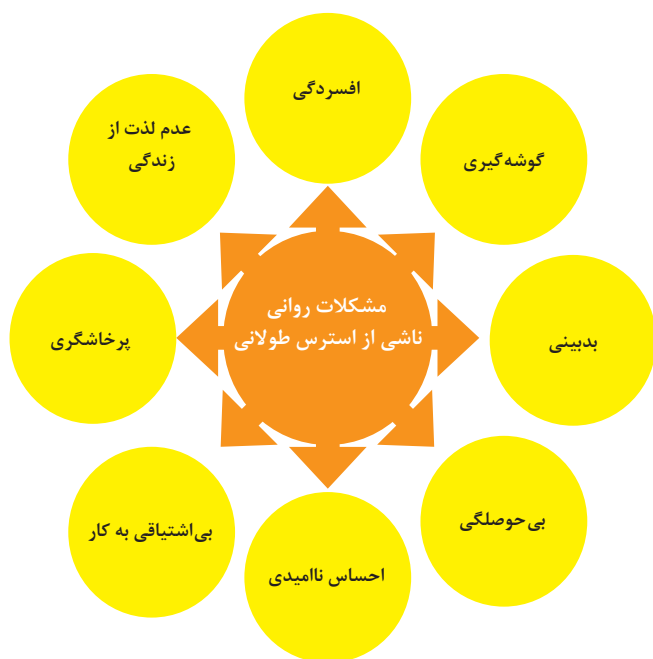 افسردگی
گوشه‌گیری
بدبینی
بی‌حوصلگی
احساس ناامیدی
بی‌اشتیاقی به کار
پرخاشگری
عدم لذت از
زندگی
مشکلات روانی
ناشی از استرس طولانی